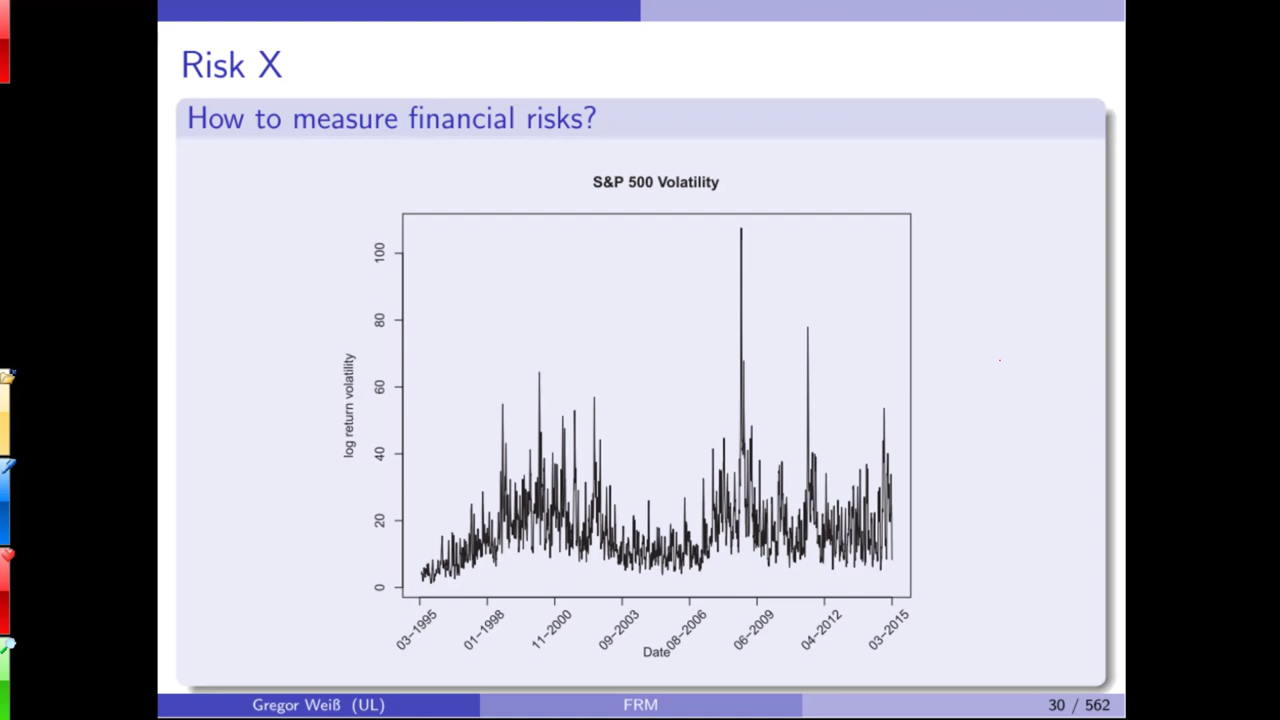 Risk X
How to measure financial risks?
S&P 500 Volatility
log return volatility
100
80
60
40
20
0
03−1995
01−1998
11−2000
09−2003
08−2006
06−2009
04−2012
03−2015
Date
Gregor Weiß (UL)
FRM
30 / 562